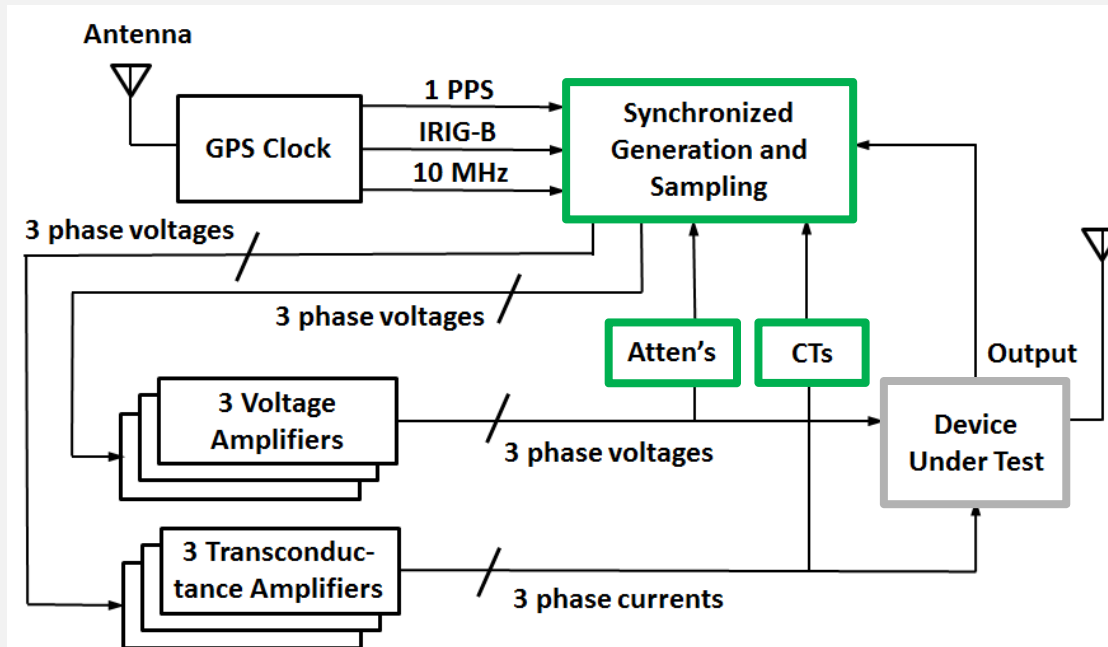 Antenna
GPS Clock
1 PPS
IRIG-B
10 MHz
Synchronized
Generation and
Sampling
3 phase voltages
3 phase voltages
Atten's
CTs
Output
3 Voltage
Amplifiers
3 phase voltages
Device
Under Test
3 Transconduc-
tance Amplifiers
3 phase currents